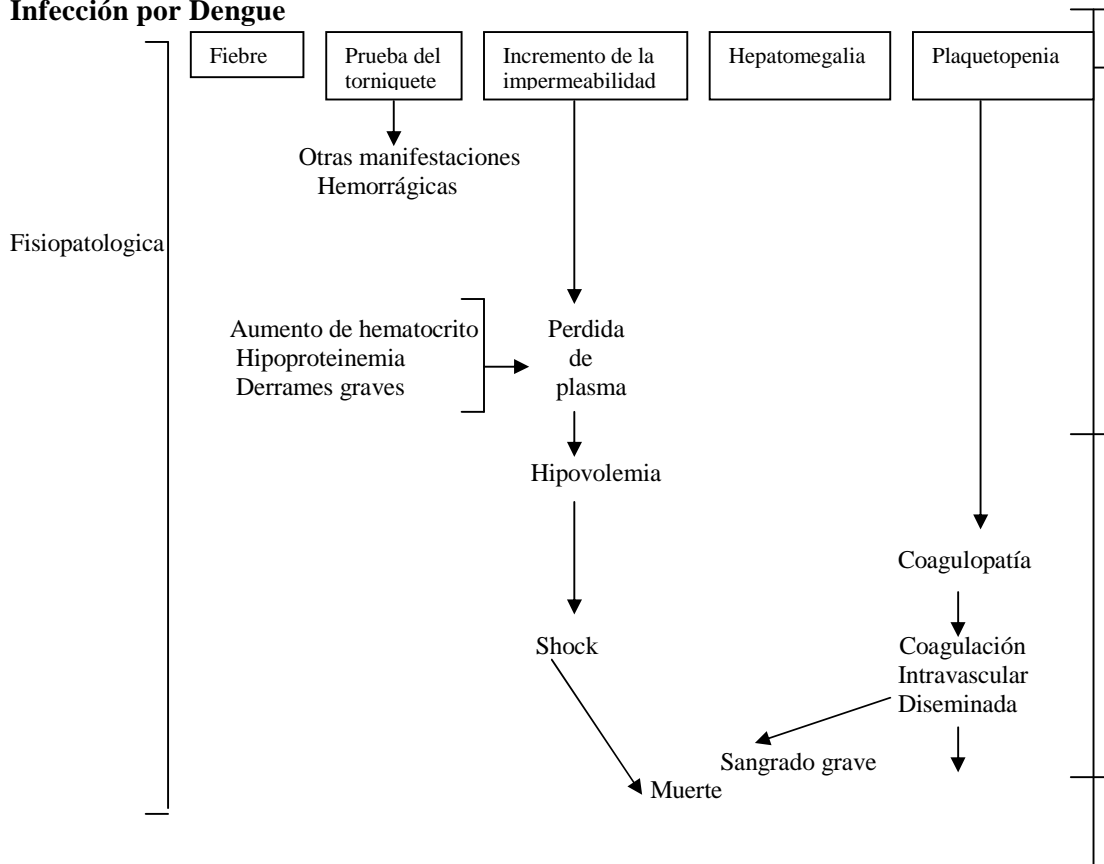 Infección por Dengue
Fiebre
Prueba del
torniquete
Incremento de la
impermeabilidad
Hepatomegalia
Plaquetopenia
Otras manifestaciones
Hemorrágicas
Fisiopatologica
Aumento de hematocrito
Hipoproteinemia
Derrames graves
Perdida
de
plasma
Hipovolemia
Coagulopatía
Shock
Coagulación
Intravascular
Diseminada
Sangrado grave
Muerte